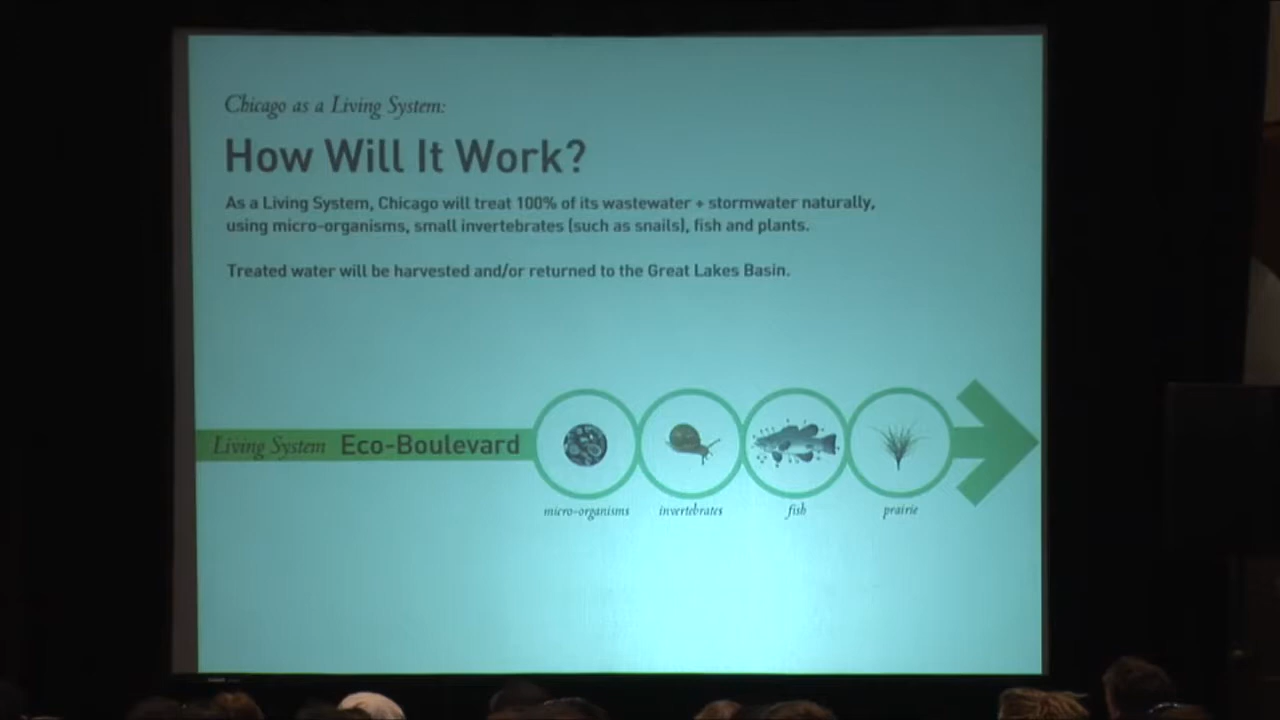 Chicago as a Living System:
How Will It Work?
As a Living System, Chicago will treat 100% of its wastewater + stormwater naturally,
using micro-organisms, small invertebrates (such as snails), fish and plants.
Treated water will be harvested and/or returned to the Great Lakes Basin.
Living System Eco-Boulevard
micro-organisms invertebrates fish prairie